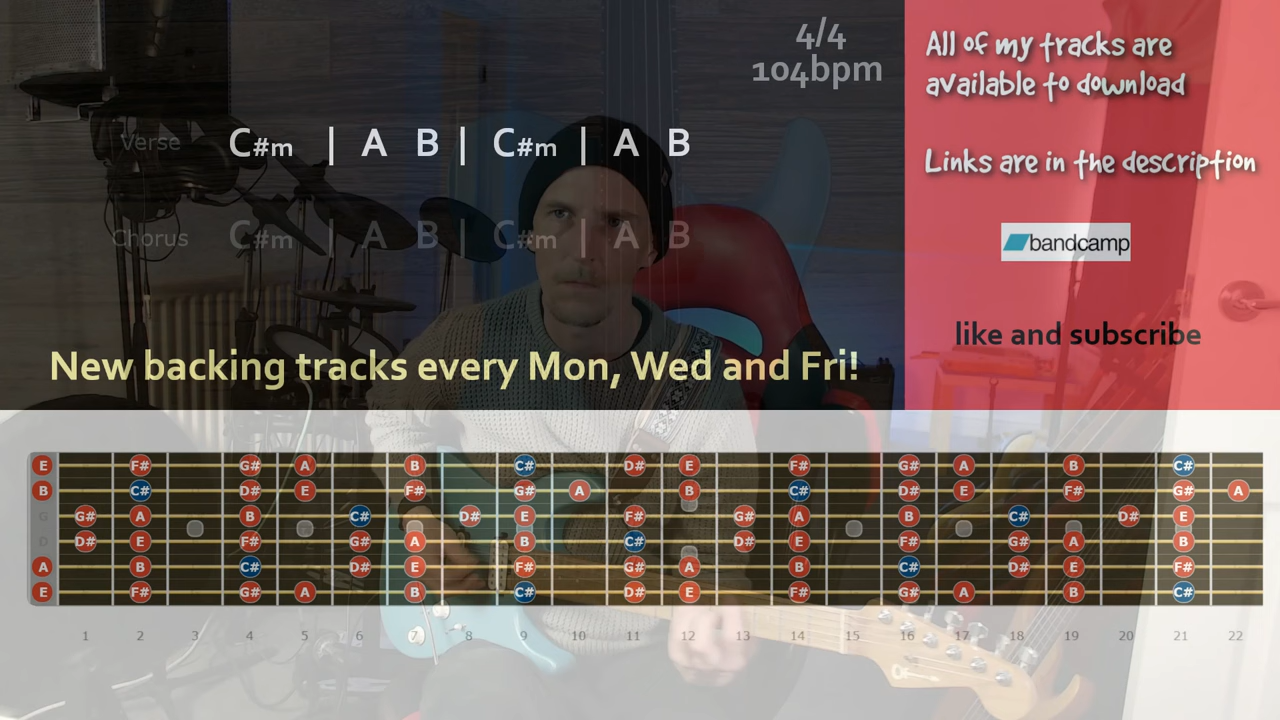 4/4
104bpm
Verse C#m | A B | C#m | A B
Chorus C#m | A B | C#m | A B
New backing tracks every Mon, Wed and Fri!
All of my tracks are
available to download
Links are in the description
bandcamp
like and subscribe
E F# G# A B C# D# E F# G# A B C#
B C# D# E F# G# A B C# D# E F# G# A
G G# A B C# D# E F# G# A B C# D# E
D D# E F# G# A B C# D# E F# G# A B
A B C# D# E F# G# A B C# D# E F#
E F# G# A B C# D# E F# G# A B C#
1 2 3 4 5 6 7 8 9 10 11 12 13 14 15 16 17 18 19 20 21 22